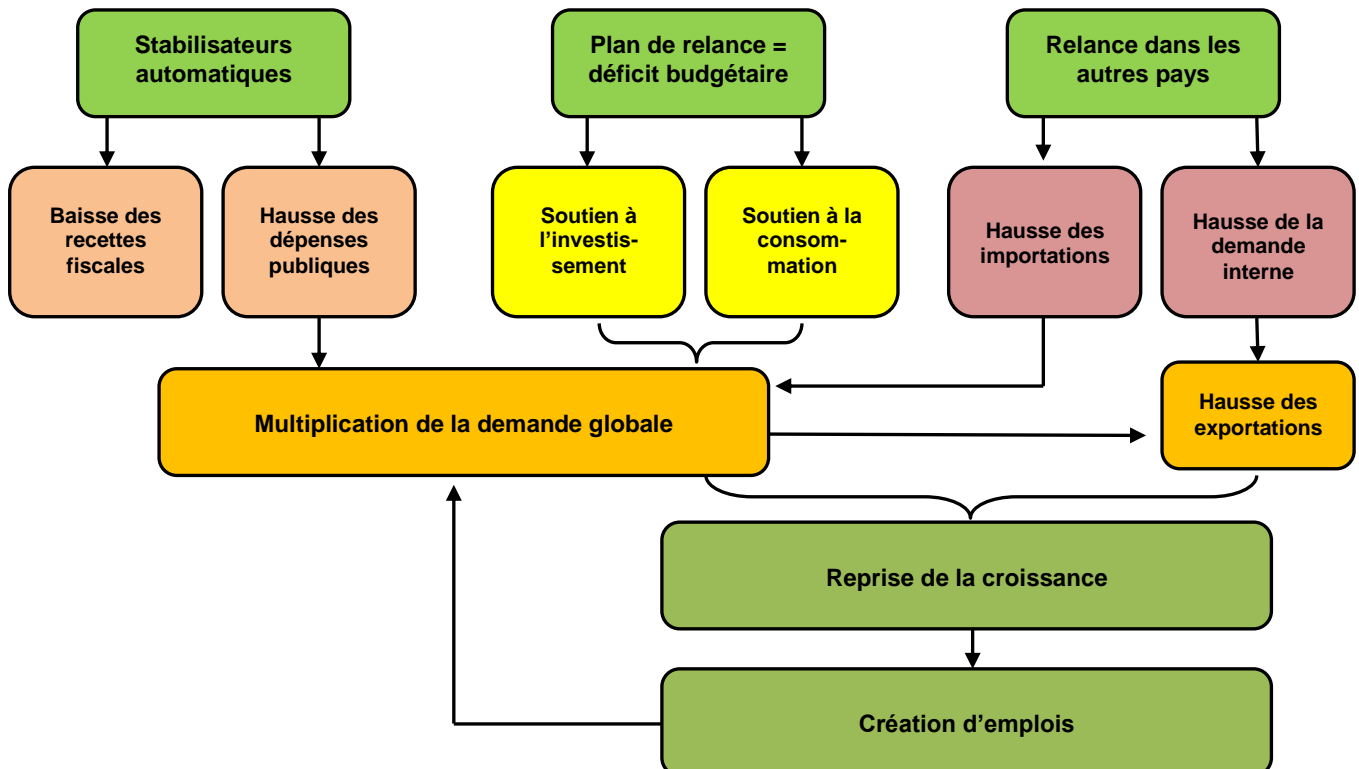 Stabilisateurs
automatiques
Plan de relance =
déficit budgétaire
Relance dans les
autres pays
Baisse des
recettes
fiscales
Hausse des
dépenses
publiques
Soutien à
l’investis-
sement
Soutien à la
consom-
mation
Hausse des
importations
Hausse de la
demande
interne
Multiplication de la demande globale
Hausse des
exportations
Reprise de la croissance
Création d’emplois